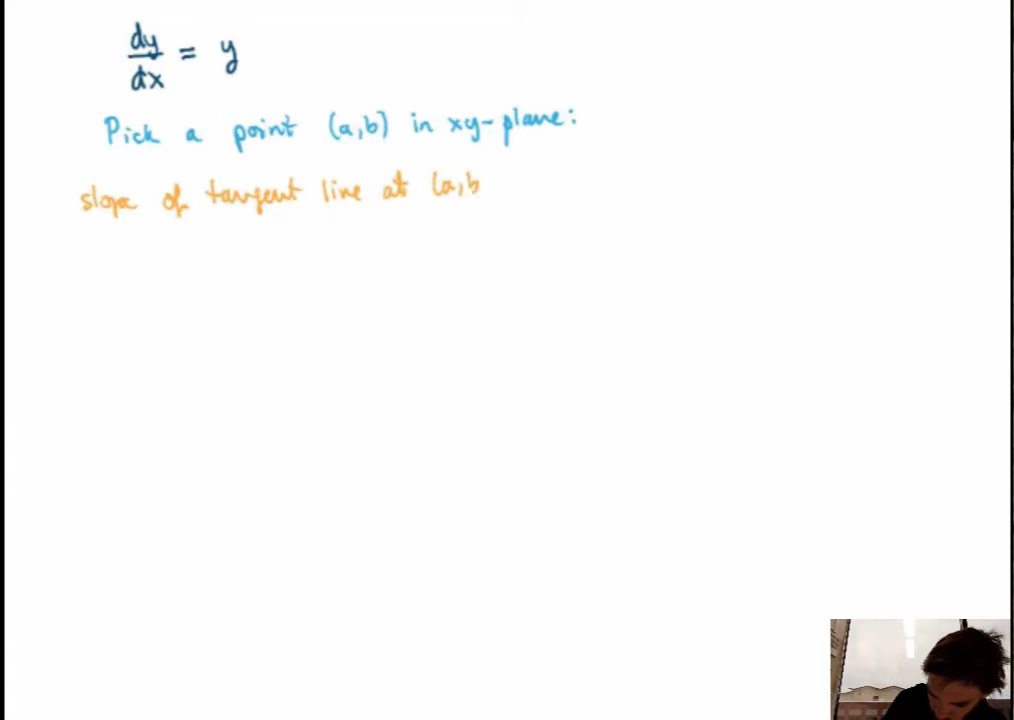 dy/dx = y
Pick a point (a,b) in xy-plane:
slope of tangent line at (a,b